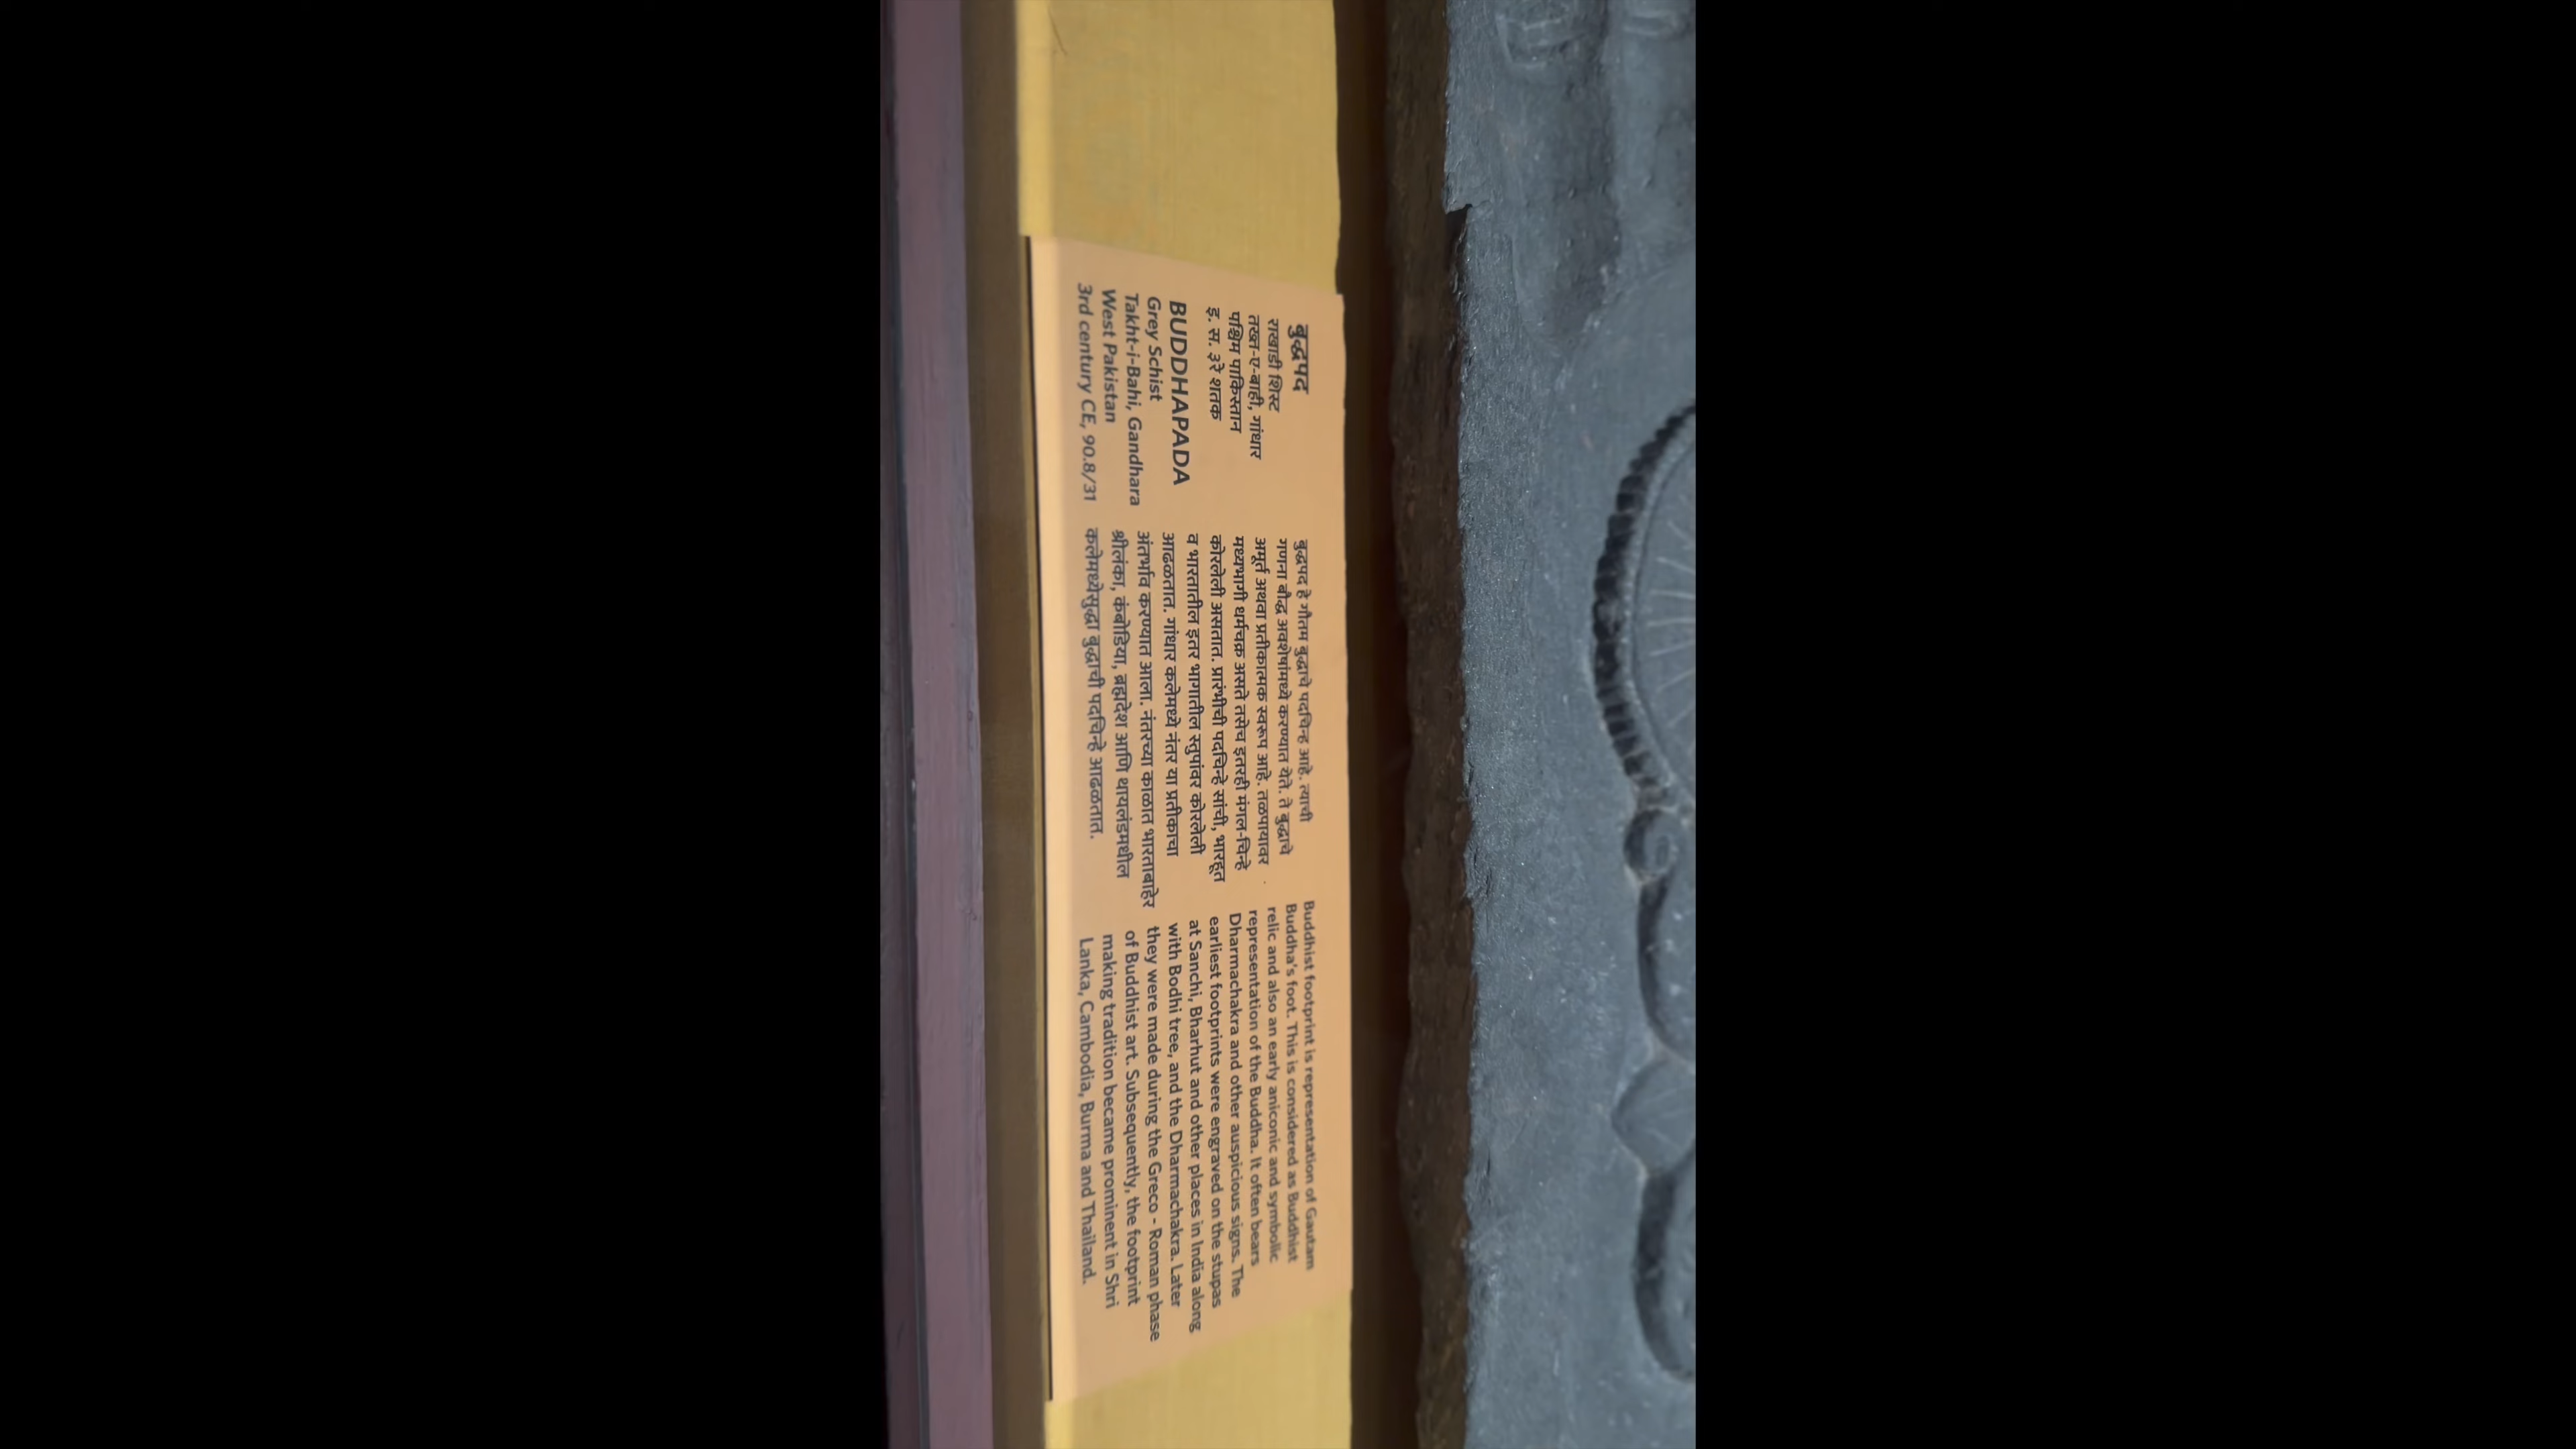 बुद्धपद
राखाडी शिस्ट
तख्त-ए-बाही, गांधार
पश्चिम पाकिस्तान
इ. स. ३रे शतक
BUDDHAPADA
Grey Schist
Takht-i-Bahi, Gandhara
West Pakistan
3rd century CE, 90.8/31
बुद्धपद हे गौतम बुद्धाचे पदचिन्ह आहे. त्याची
गणना बौद्ध अवशेषांमध्ये करण्यात येते. ते बुद्धाचे
अमूर्त अथवा प्रतीकात्मक स्वरूप आहे. तळपायावर
मध्यभागी धर्मचक्र असते तसेच इतरही मंगल-चिन्हे
कोरलेली असतात. प्रारंभीची पदचिन्हे सांची, भारहूत
व भारतातील इतर भागातील स्तुपांवर कोरलेली
आढळतात. गांधार कलेमध्ये नंतर या प्रतीकाचा
अंतर्भाव करण्यात आला. नंतरच्या काळात भारताबाहेर
श्रीलंका, कंबोडिया, ब्रह्मदेश आणि थायलंडमधील
कलेमध्येसुद्धा बुद्धाची पदचिन्हे आढळतात.
Buddhist footprint is representation of Gautam
Buddha's foot. This is considered as Buddhist
relic and also an early aniconic and symbolic
representation of the Buddha. It often bears
Dharmachakra and other auspicious signs. The
earliest footprints were engraved on the stupas
at Sanchi, Bharhut and other places in India along
with Bodhi tree, and the Dharmachakra. Later
they were made during the Greco - Roman phase
of Buddhist art. Subsequently, the footprint
making tradition became prominent in Shri
Lanka, Cambodia, Burma and Thailand.